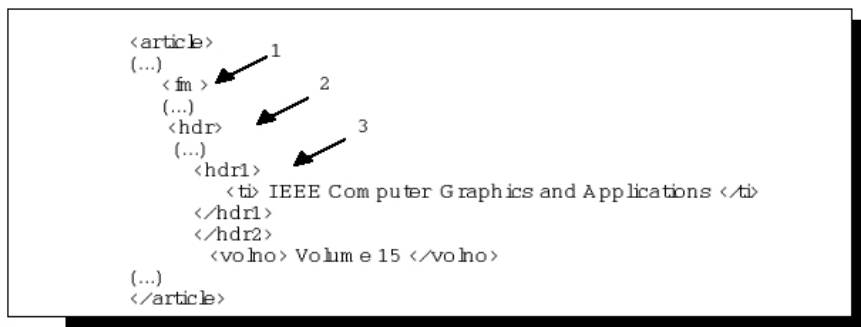 <article>
(...) 1
<fm>
(...) 2
<hdr>
(...) 3
<hdr1>
<ti> IEEE Computer Graphics and Applications </ti>
</hdr1>
</hdr2>
<volno> Volume 15 </volno>
(...)
</article>